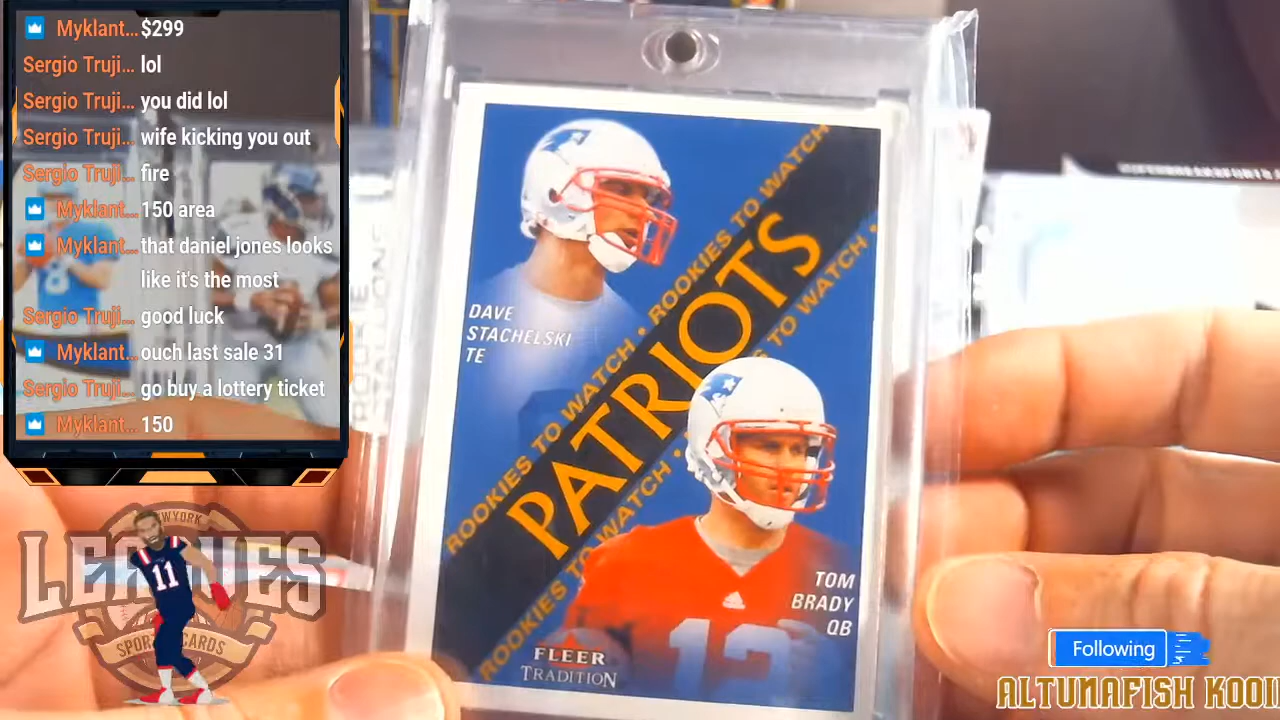 Myklant... $299
Sergio Truji... lol
Sergio Truji... you did lol
Sergio Truji... wife kicking you out
Sergio Truji... fire
Myklant... 150 area
Myklant... that daniel jones looks
like it's the most
Sergio Truji... good luck
Myklant... ouch last sale 31
Sergio Truji... go buy a lottery ticket
Myklant... 150
LEAGUES
SPORTS CARDS
11
DAVE
STACHELSKI
TE
ROOKIES TO WATCH • ROOKIES TO WATCH
PATRIOTS
ROOKIES TO WATCH •
TO WATCH •
TOM
BRADY
QB
12
FLEER
TRADITION
8
Following
ALTUNAFISH